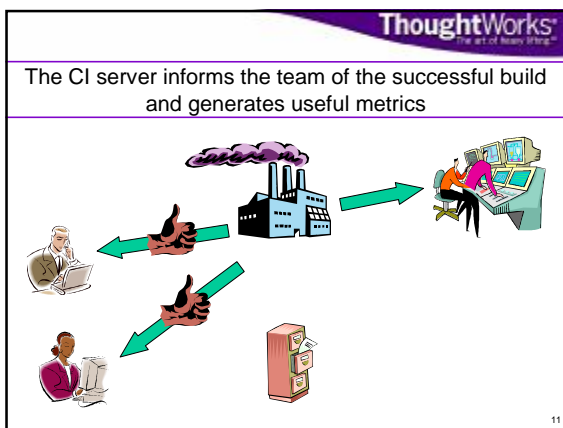 ThoughtWorks®
The art of heavy lifting.℠
The CI server informs the team of the successful build
and generates useful metrics
11